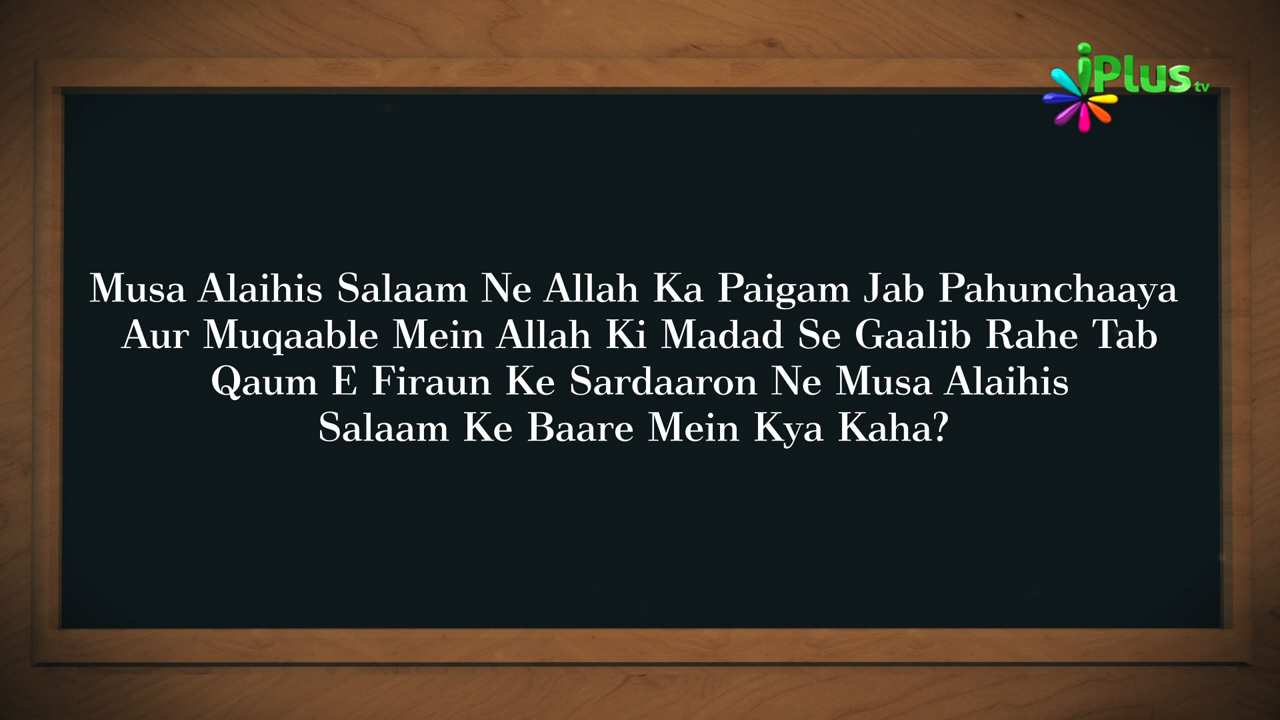 iPlus tv
Musa Alaihis Salaam Ne Allah Ka Paigam Jab Pahunchaaya
Aur Muqaable Mein Allah Ki Madad Se Gaalib Rahe Tab
Qaum E Firaun Ke Sardaaron Ne Musa Alaihis
Salaam Ke Baare Mein Kya Kaha?